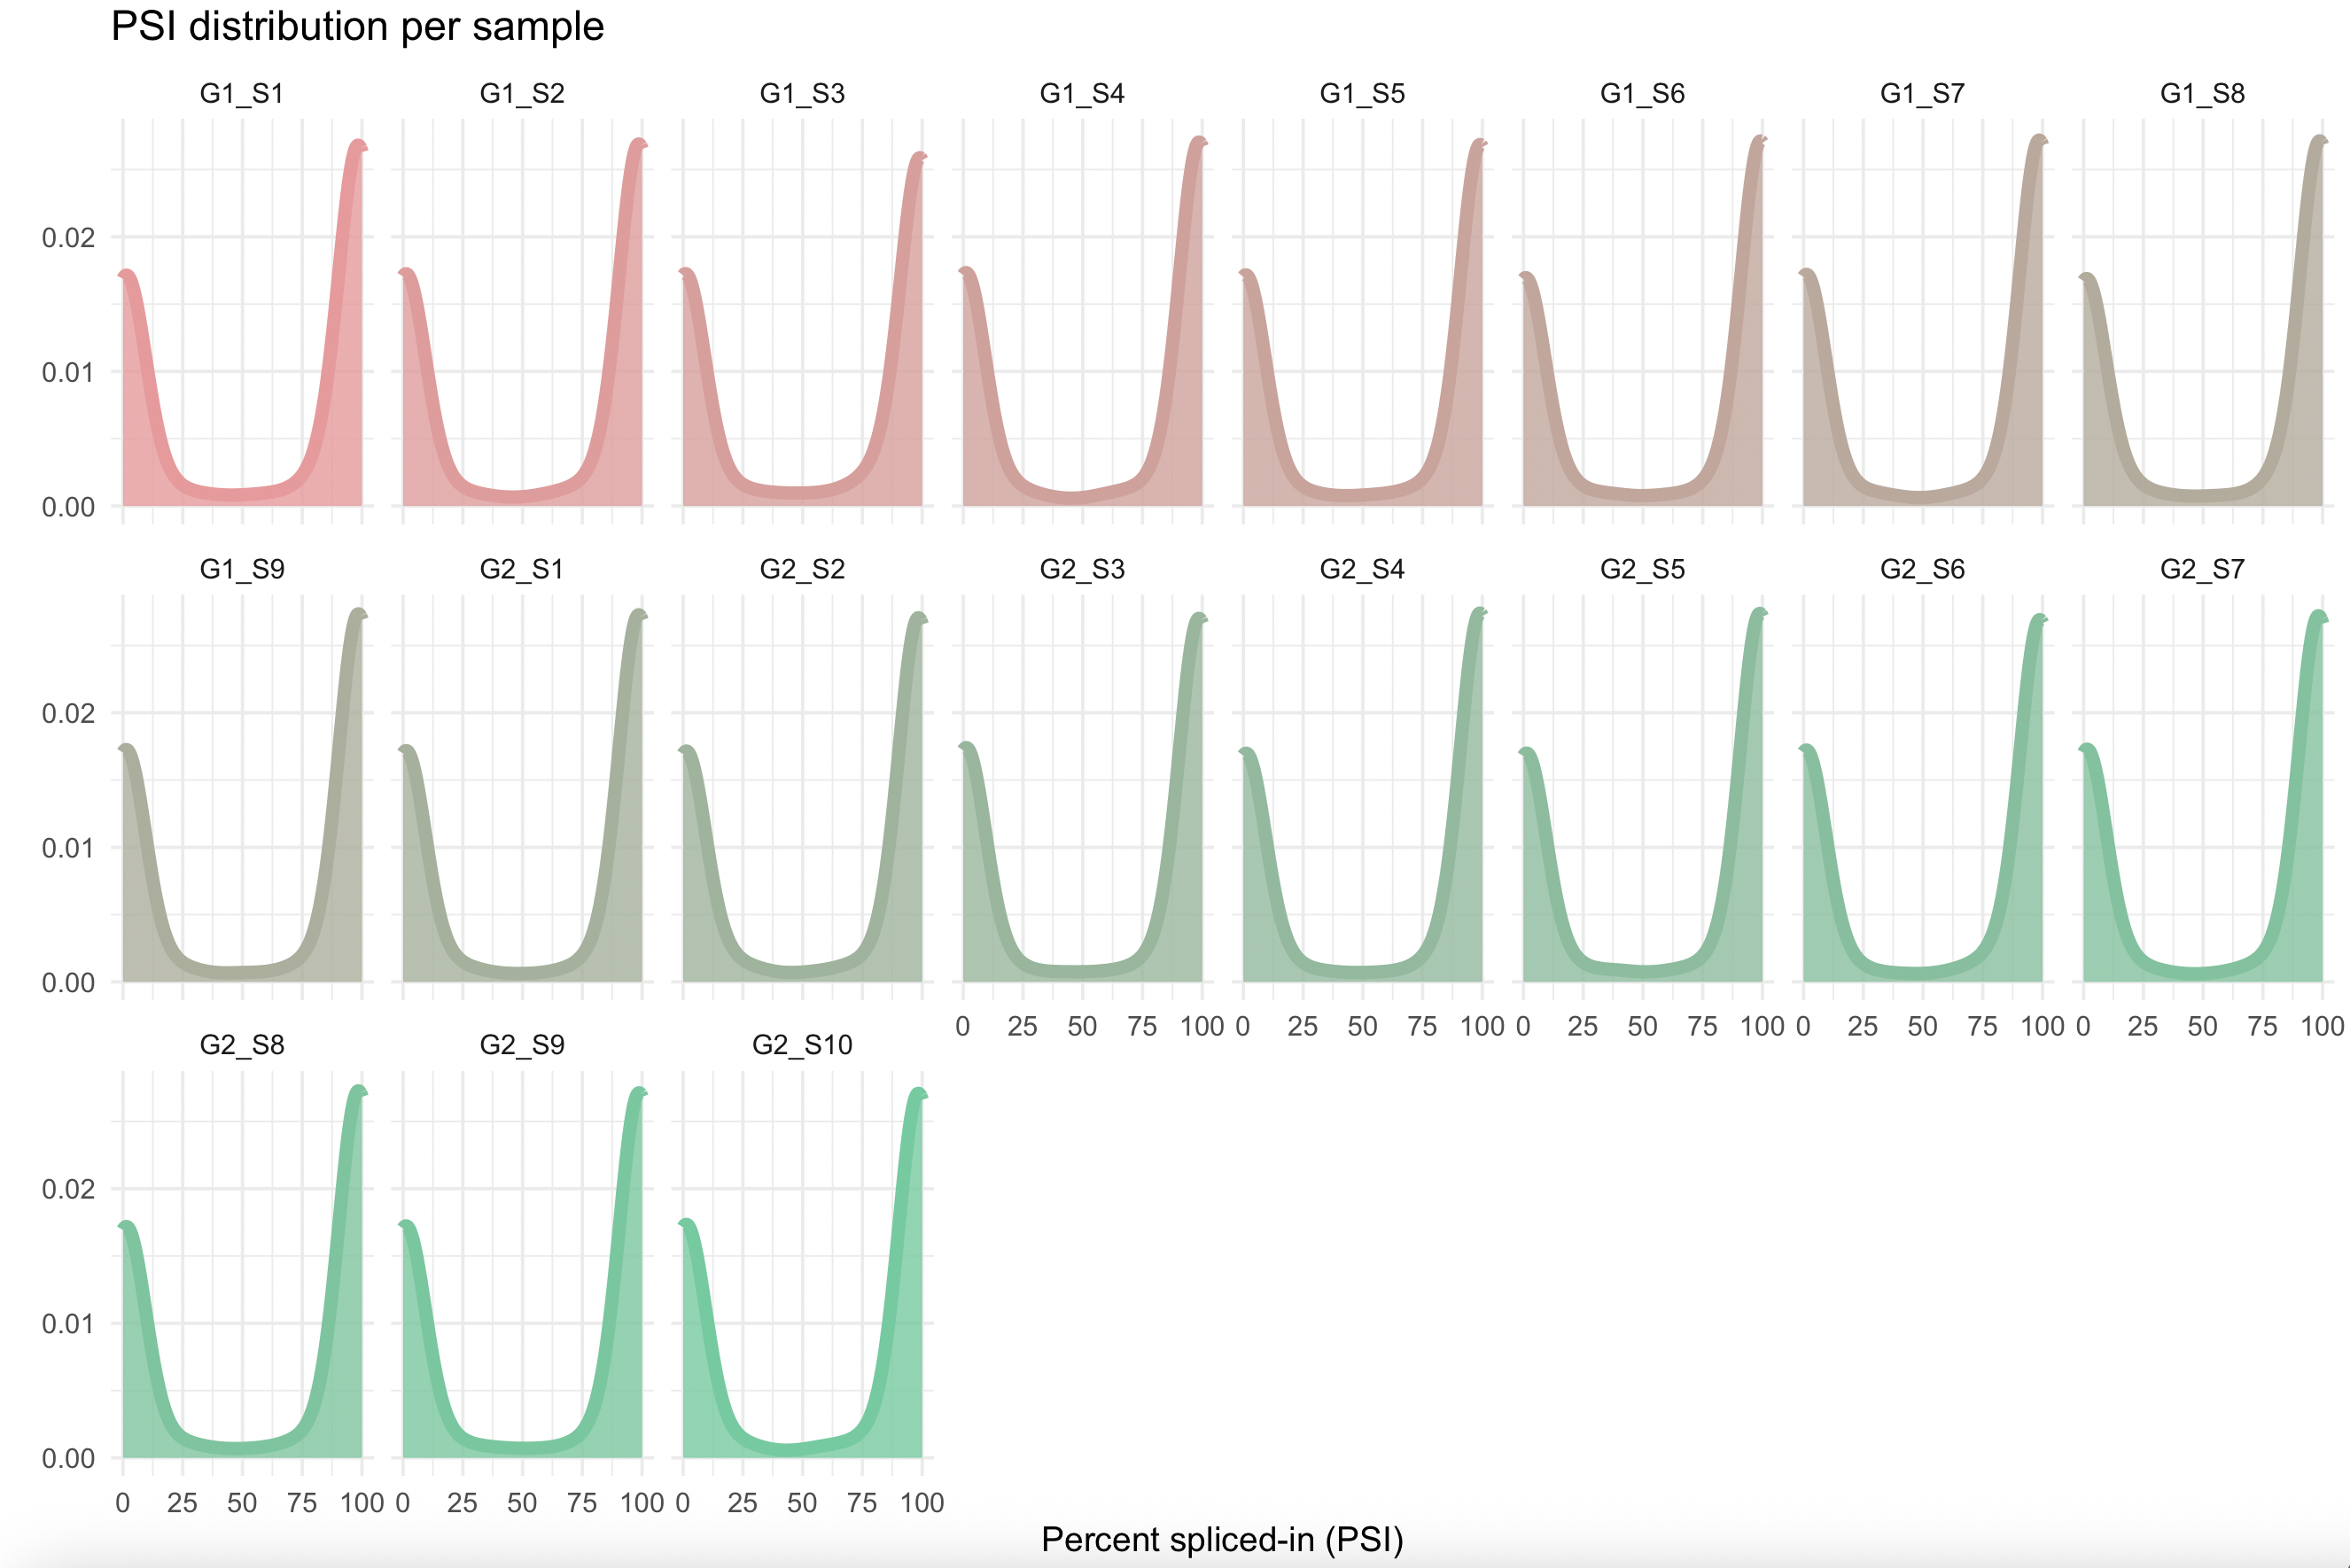 PSI distribution per sample
G1_S1 G1_S2 G1_S3 G1_S4 G1_S5 G1_S6 G1_S7 G1_S8
0.02
0.01
0.00
G1_S9 G2_S1 G2_S2 G2_S3 G2_S4 G2_S5 G2_S6 G2_S7
0.02
0.01
0.00
0 25 50 75 100 0 25 50 75 100 0 25 50 75 100 0 25 50 75 100 0 25 50 75 100
G2_S8 G2_S9 G2_S10
0.02
0.01
0.00
0 25 50 75 100 0 25 50 75 100 0 25 50 75 100
Percent spliced-in (PSI)